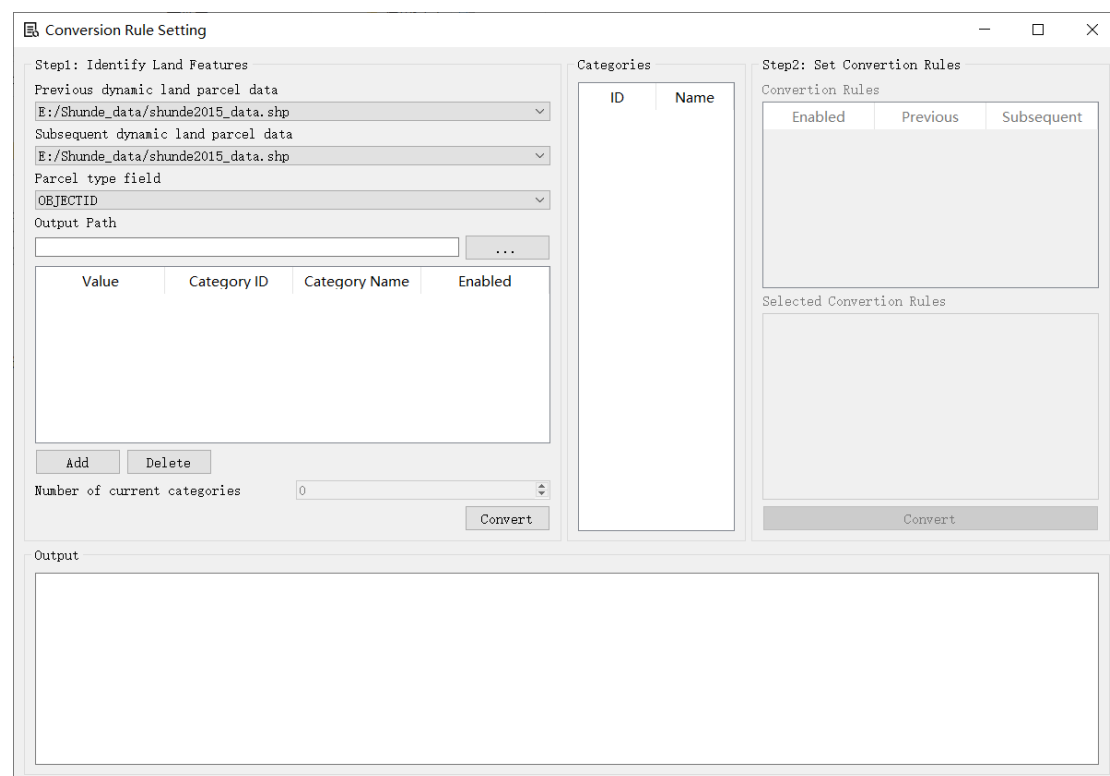 Conversion Rule Setting
Step1: Identify Land Features
Previous dynamic land parcel data
E:/Shunde_data/shunde2015_data.shp
Subsequent dynamic land parcel data
E:/Shunde_data/shunde2015_data.shp
Parcel type field
OBJECTID
Output Path
...
Value Category ID Category Name Enabled
Add Delete
Number of current categories 0
Convert
Categories
ID Name
Step2: Set Convertion Rules
Convertion Rules
Enabled Previous Subsequent
Selected Convertion Rules
Convert
Output